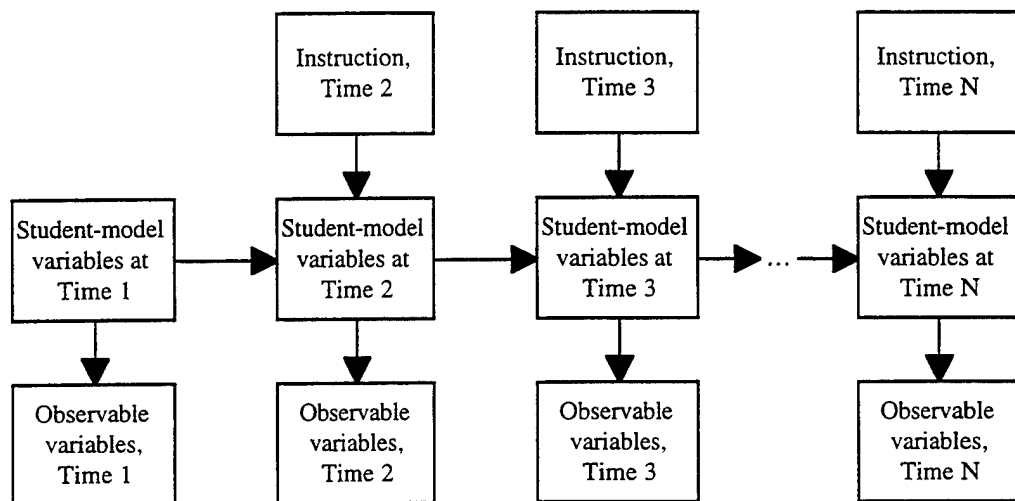 Instruction,
Time 2
Instruction,
Time 3
Instruction,
Time N
Student-model
variables at
Time 1
Student-model
variables at
Time 2
Student-model
variables at
Time 3
...
Student-model
variables at
Time N
Observable
variables,
Time 1
Observable
variables,
Time 2
Observable
variables,
Time 3
Observable
variables,
Time N